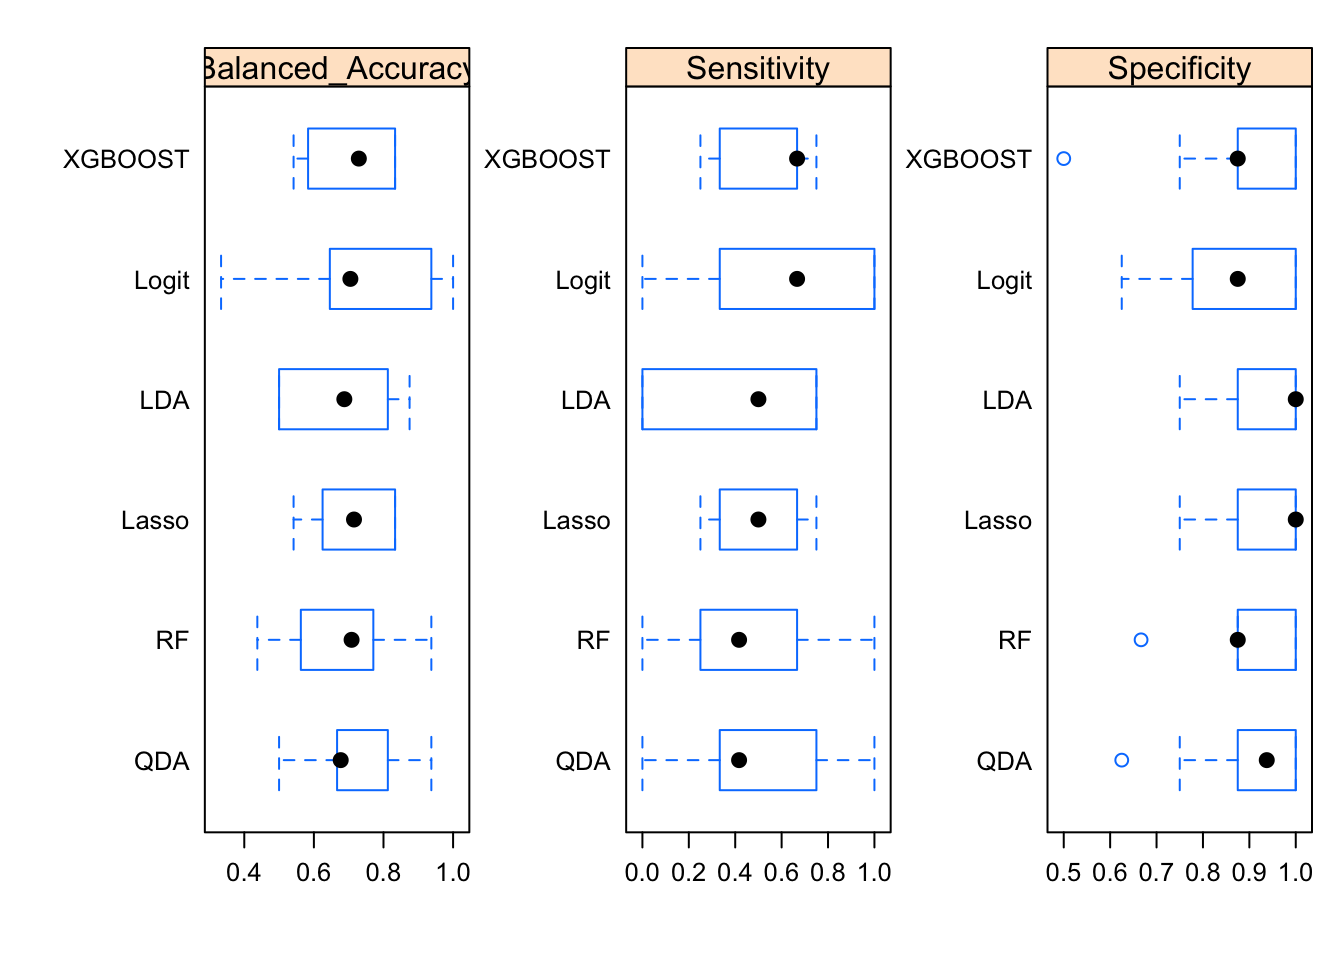 Balanced_Accuracy
XGBOOST
Logit
LDA
Lasso
RF
QDA
0.4 0.6 0.8 1.0
Sensitivity
XGBOOST
Logit
LDA
Lasso
RF
QDA
0.0 0.2 0.4 0.6 0.8 1.0
Specificity
XGBOOST
Logit
LDA
Lasso
RF
QDA
0.5 0.6 0.7 0.8 0.9 1.0